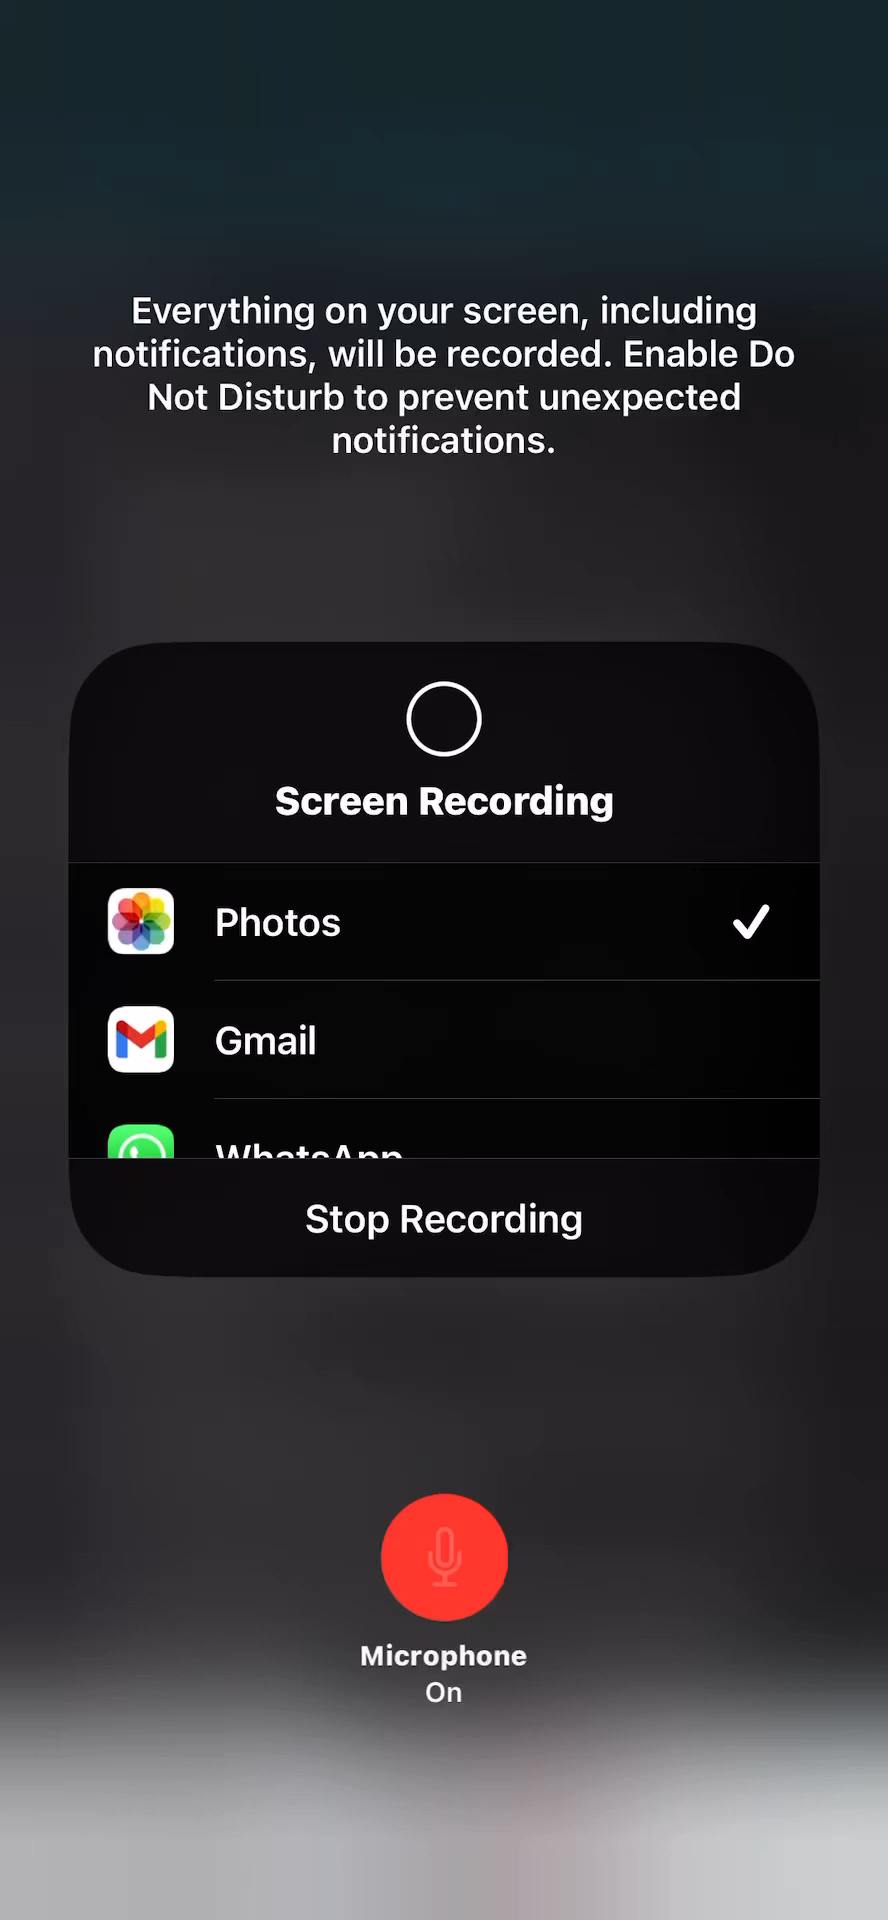 Everything on your screen, including
notifications, will be recorded. Enable Do
Not Disturb to prevent unexpected
notifications.
Screen Recording
Photos
Gmail
WhatsApp
Stop Recording
Microphone
On